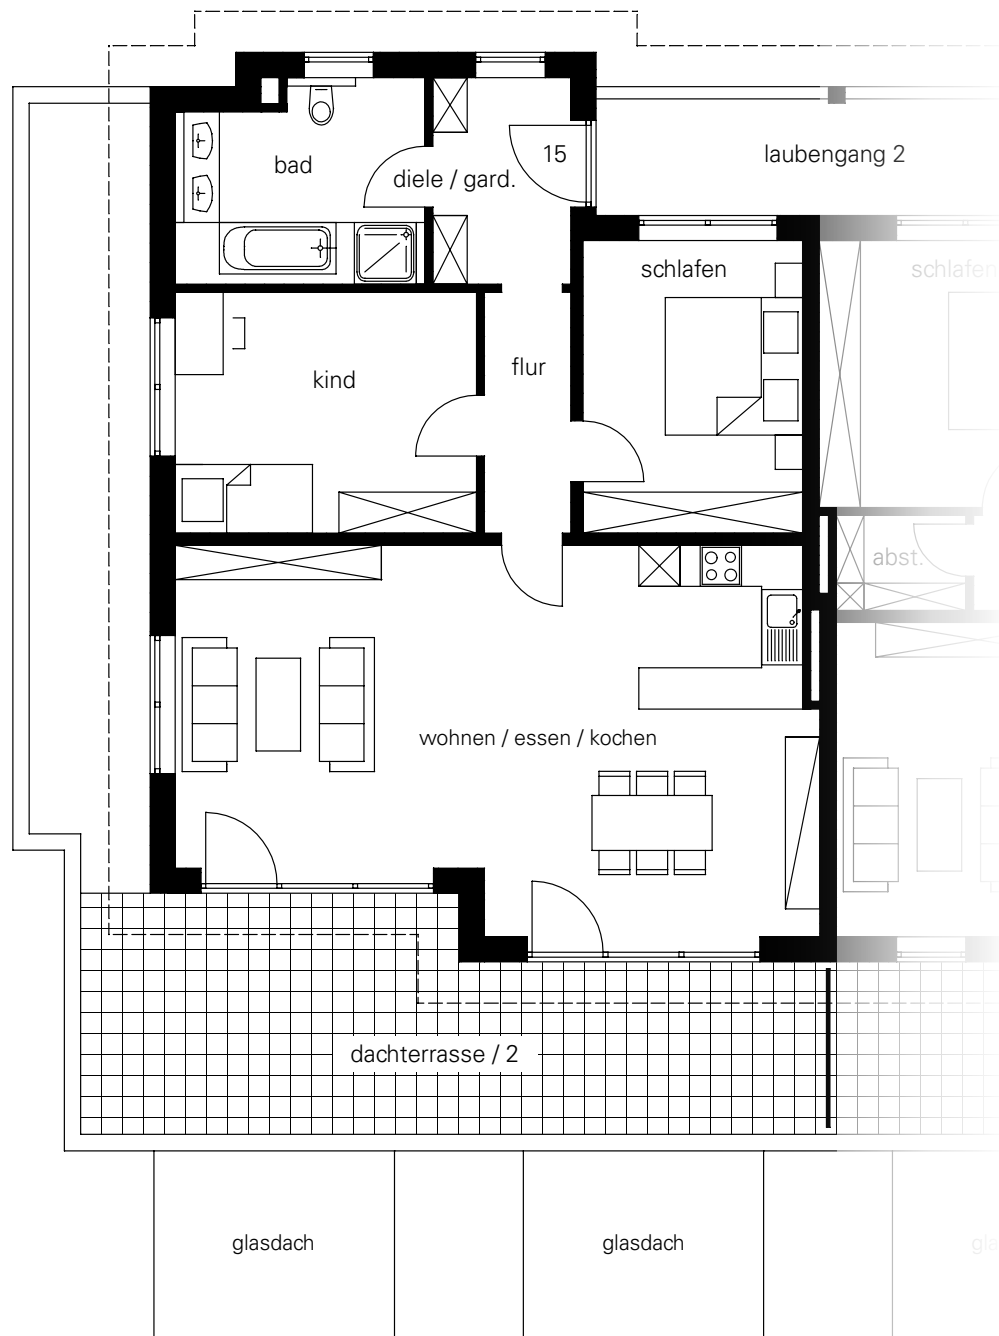 bad
15
laubengang 2
diele / gard.
schlafen
schlafen
flur
kind
abst.
wohnen / essen / kochen
dachterrasse / 2
glasdach
glasdach